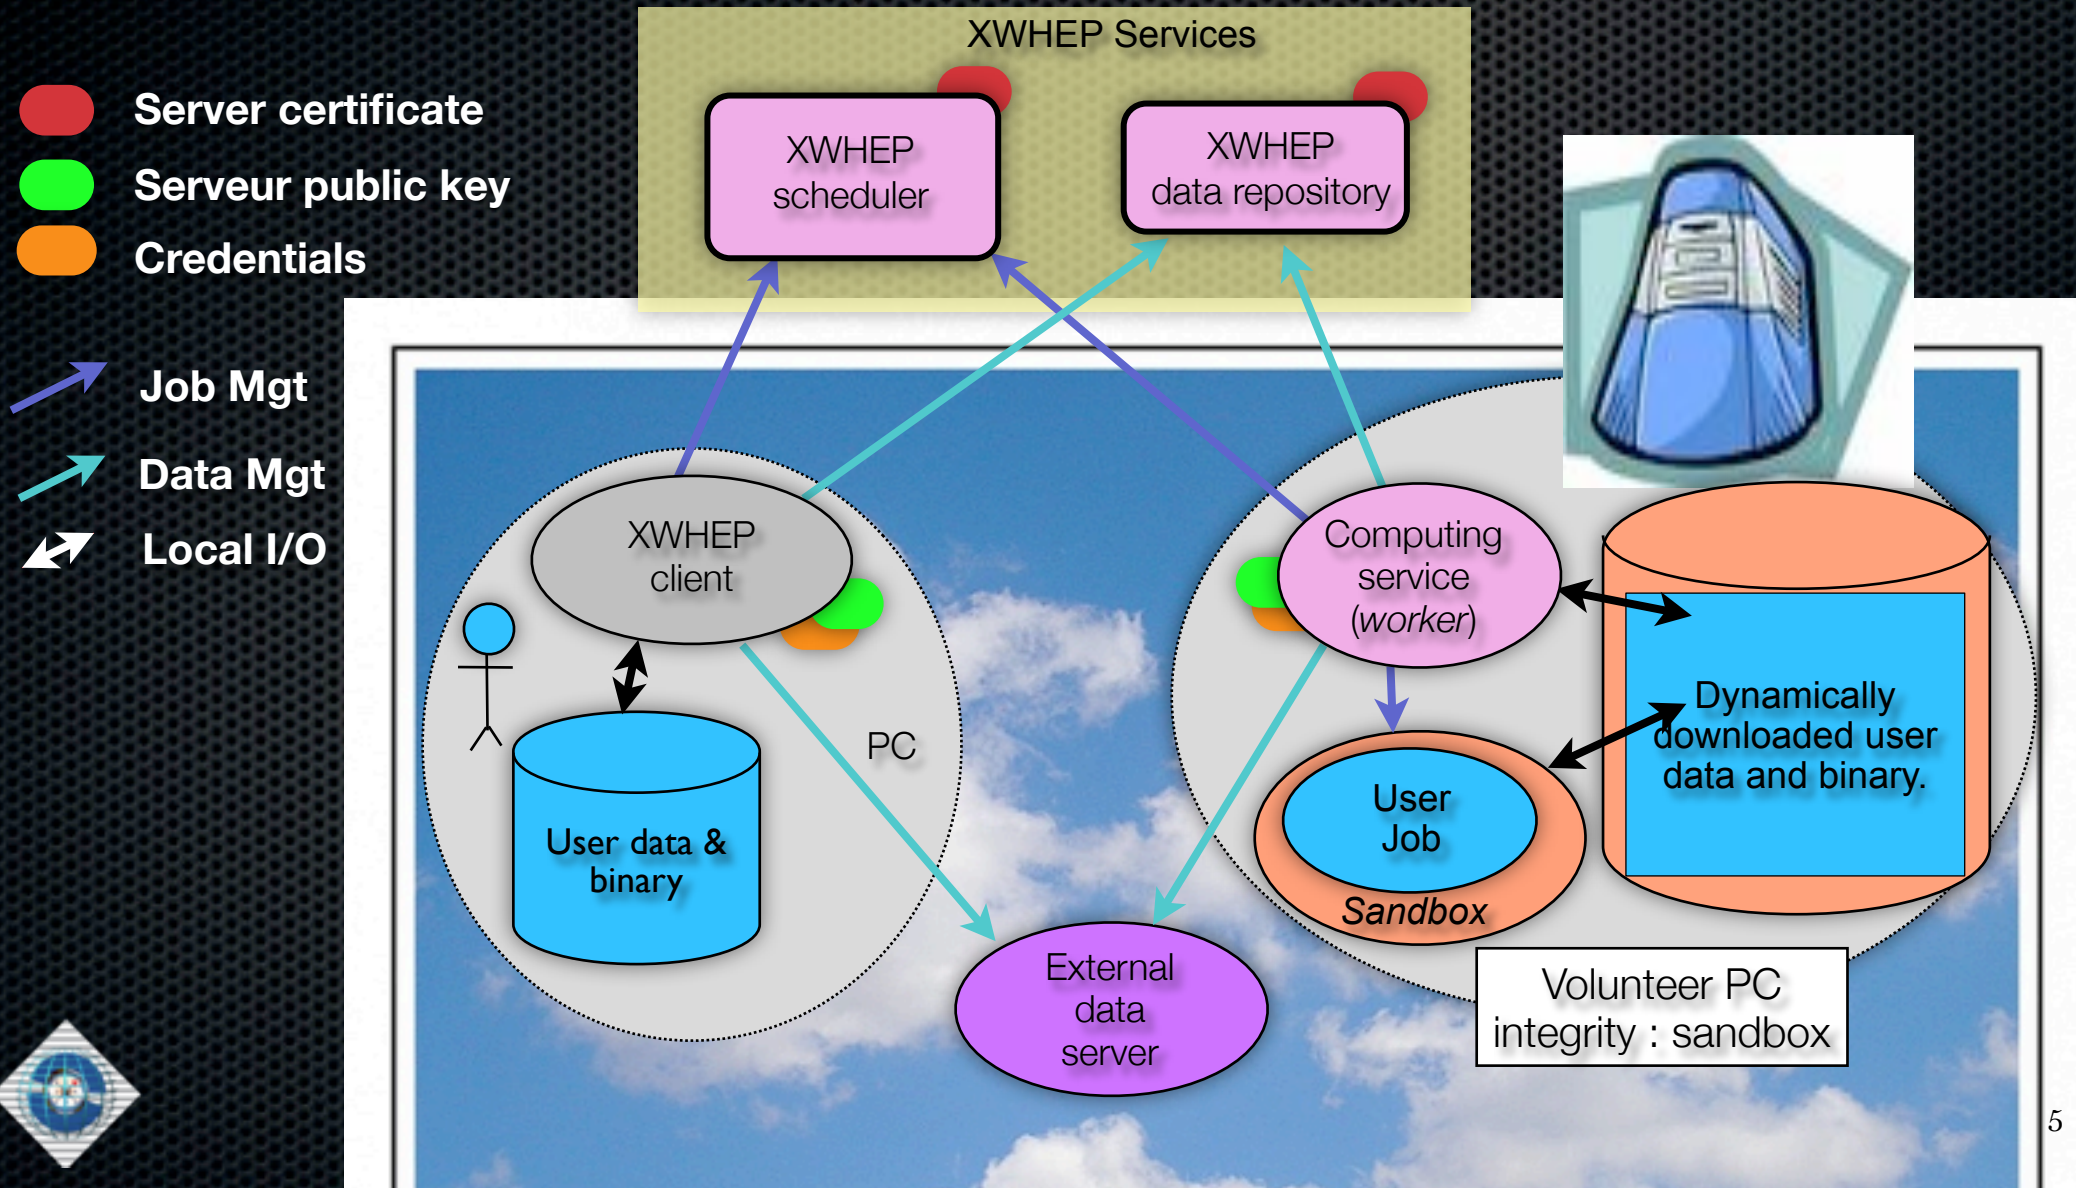 XWHEP Services
Server certificate
Serveur public key
Credentials
Job Mgt
Data Mgt
Local I/O
XWHEP
scheduler
XWHEP
data repository
XWHEP
client
PC
User data &
binary
Computing
service
(worker)
Dynamically
downloaded user
data and binary.
User
Job
Sandbox
External
data
server
Volunteer PC
integrity : sandbox
5